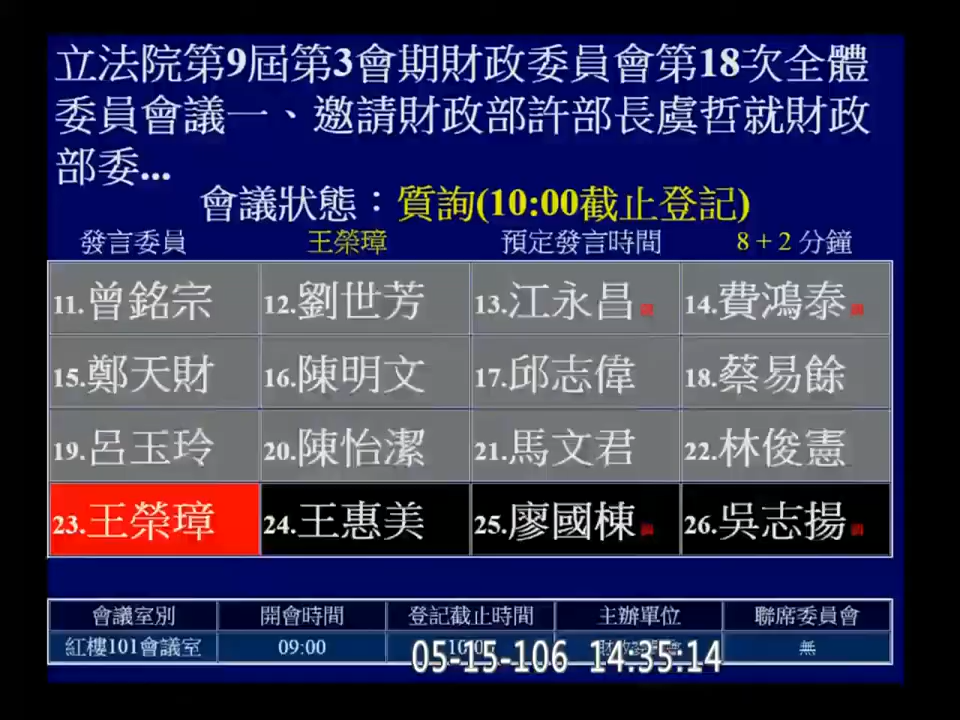 立法院第9屆第3會期財政委員會第18次全體
委員會議一、邀請財政部許部長虞哲就財政
部委...
會議狀態：質詢(10:00截止登記)
發言委員 王榮璋 預定發言時間 8 + 2 分鐘
11.曾銘宗 12.劉世芳 13.江永昌 14.費鴻泰
15.鄭天財 16.陳明文 17.邱志偉 18.蔡易餘
19.呂玉玲 20.陳怡潔 21.馬文君 22.林俊憲
23.王榮璋 24.王惠美 25.廖國棟 26.吳志揚
會議室別 開會時間 登記截止時間 主辦單位 聯席委員會
紅樓101會議室 09:00 無
05-15-106 14:35:14